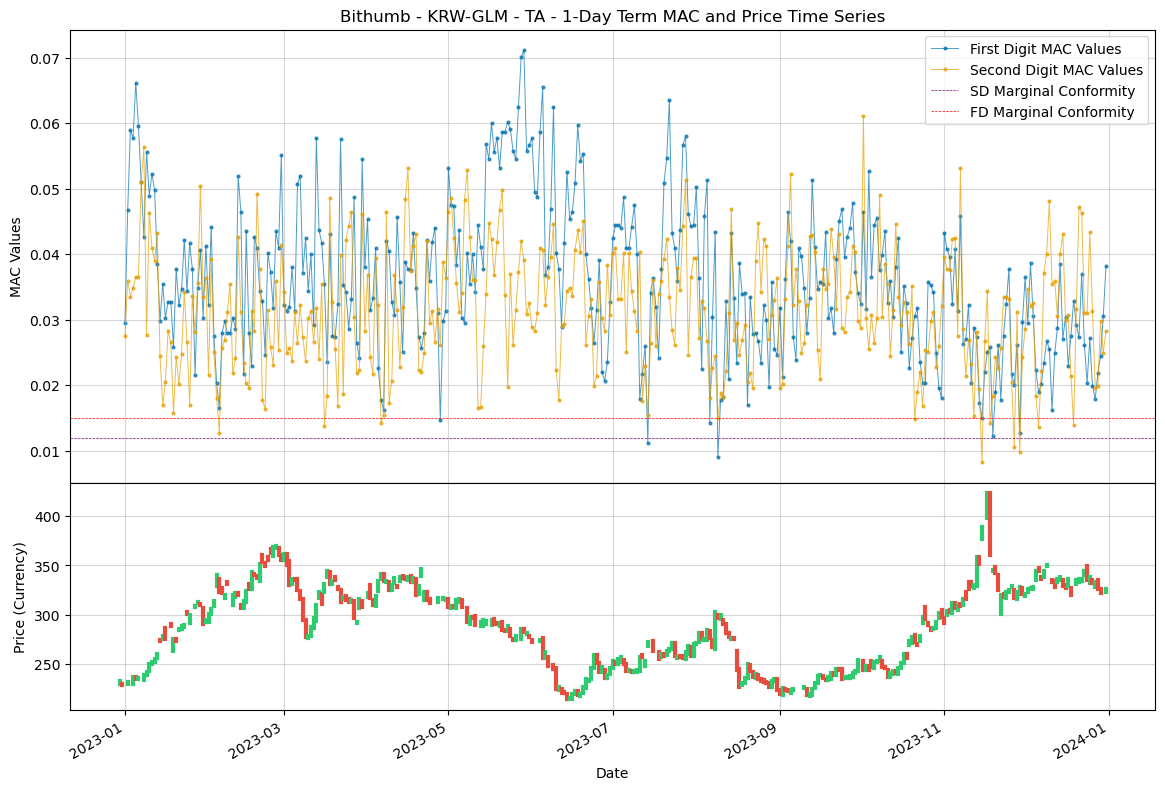 Bithumb - KRW-GLM - TA - 1-Day Term MAC and Price Time Series
First Digit MAC Values
Second Digit MAC Values
SD Marginal Conformity
FD Marginal Conformity
MAC Values
0.07
0.06
0.05
0.04
0.03
0.02
0.01
Price (Currency)
400
350
300
250
2023-01
2023-03
2023-05
2023-07
2023-09
2023-11
2024-01
Date